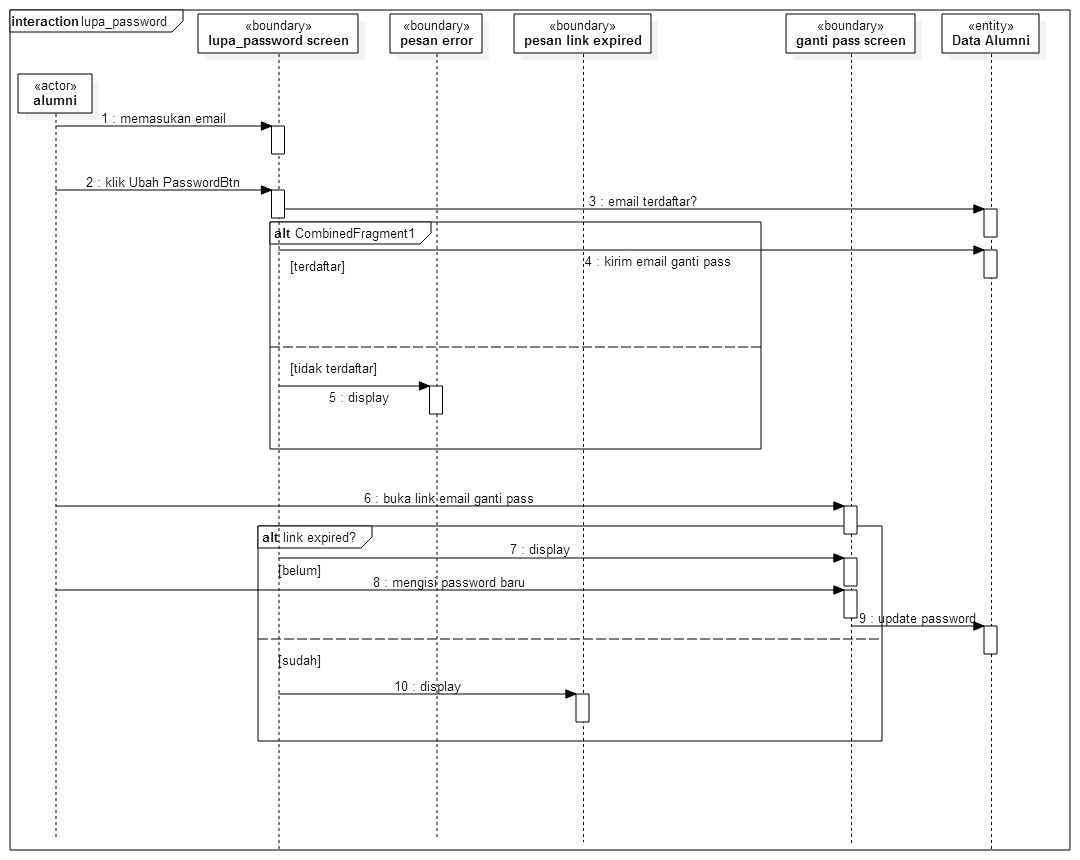 interaction lupa_password
«boundary»
lupa_password screen
«boundary»
pesan error
«boundary»
pesan link expired
«boundary»
ganti pass screen
«entity»
Data Alumni
«actor»
alumni
1 : memasukan email
2 : klik Ubah PasswordBtn
3 : email terdaftar?
alt CombinedFragment1
4 : kirim email ganti pass
[terdaftar]
[tidak terdaftar]
5 : display
6 : buka link email ganti pass
alt link expired?
7 : display
[belum]
8 : mengisi password baru
9 : update password
[sudah]
10 : display